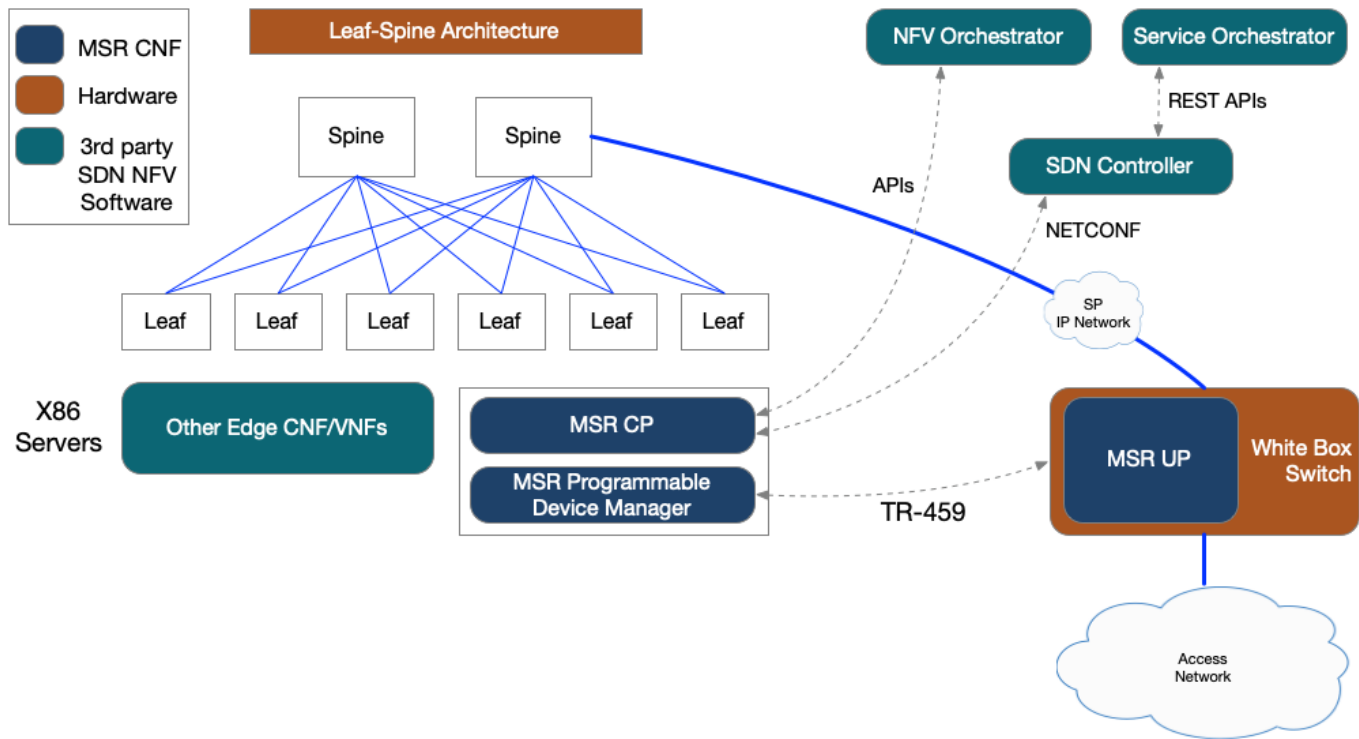 MSR CNF
Hardware
3rd party
SDN NFV
Software
Leaf-Spine Architecture
NFV Orchestrator
Service Orchestrator
REST APIs
Spine
Spine
SDN Controller
APIs
NETCONF
SP
IP Network
Leaf
Leaf
Leaf
Leaf
Leaf
Leaf
X86
Servers
Other Edge CNF/VNFs
MSR CP
MSR Programmable
Device Manager
TR-459
MSR UP
White Box
Switch
Access
Network